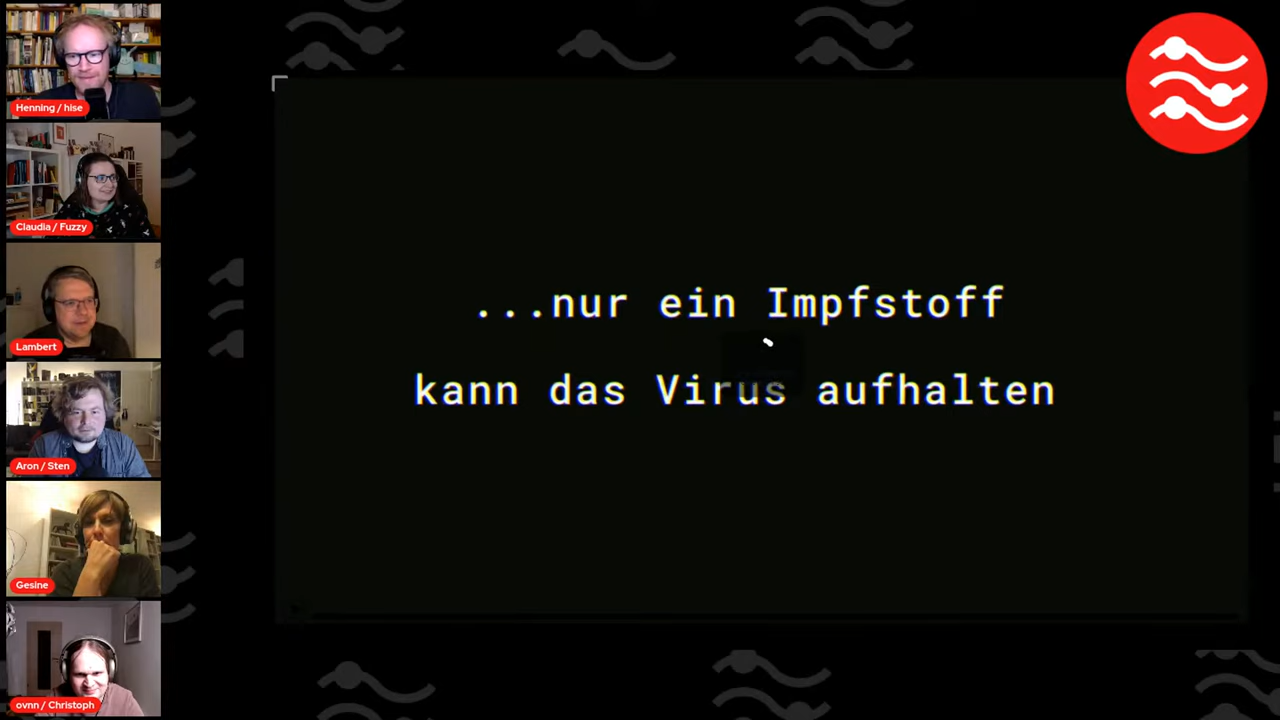 Henning / hise
Claudia / Fuzzy
Lambert
Aron / Sten
Gesine
ovnn / Christoph
...nur ein Impfstoff
kann das Virus aufhalten